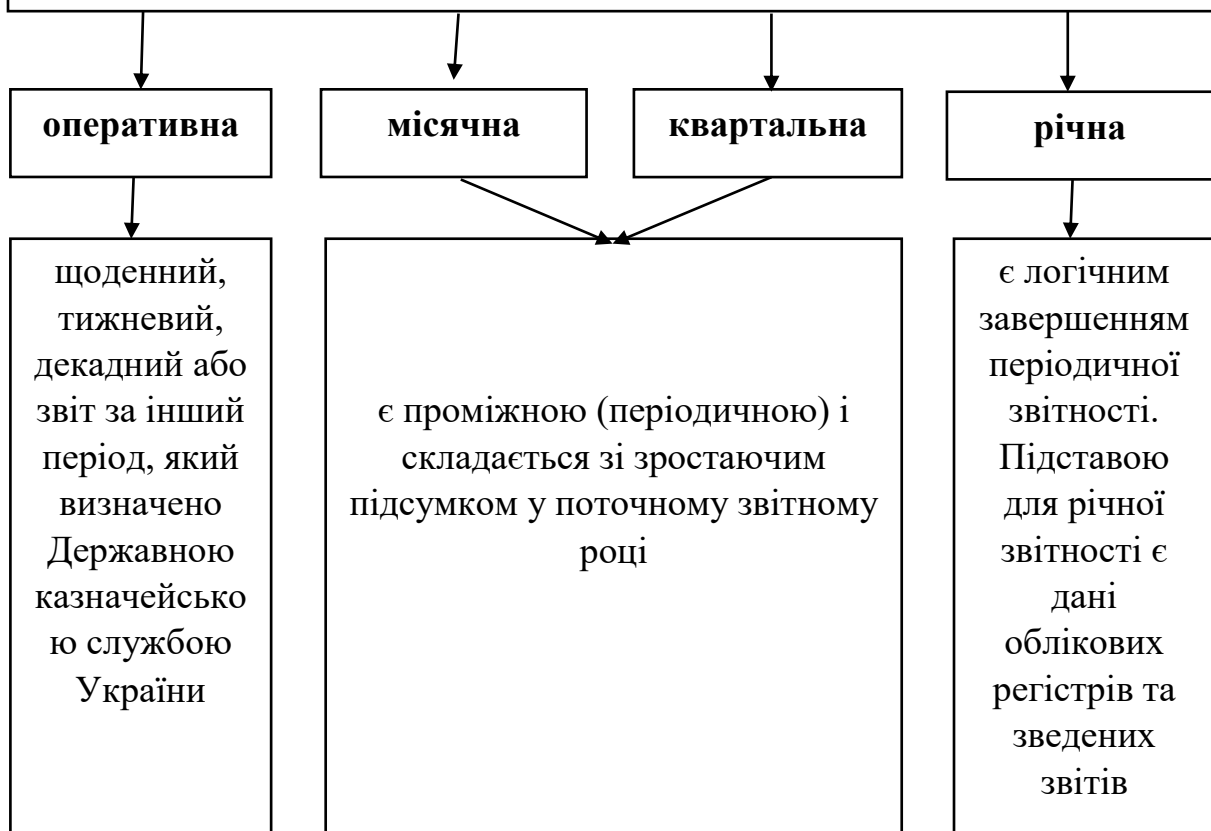 оперативна
місячна
квартальна
річна
щоденний,
тижневий,
декадний або
звіт за інший
період, який
визначено
Державною
казначейсько
ю службою
України
є проміжною (періодичною) і
складається зі зростаючим
підсумком у поточному звітному
році
є логічним
завершенням
періодичної
звітності.
Підставою
для річної
звітності є
дані
облікових
регістрів та
зведених
звітів